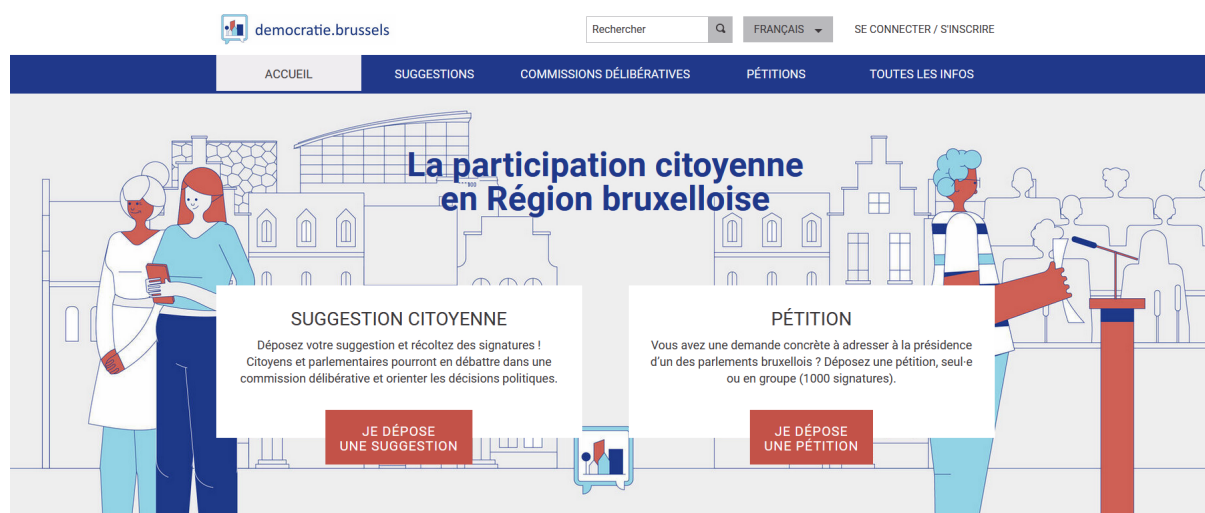 democratie.brussels
Rechercher
FRANÇAIS
SE CONNECTER / S'INSCRIRE
ACCUEIL
SUGGESTIONS
COMMISSIONS DÉLIBÉRATIVES
PÉTITIONS
TOUTES LES INFOS
La participation citoyenne
en Région bruxelloise
SUGGESTION CITOYENNE
Déposez votre suggestion et récoltez des signatures !
Citoyens et parlementaires pourront en débattre dans une
commission délibérative et orienter les décisions politiques.
JE DÉPOSE
UNE SUGGESTION
PÉTITION
Vous avez une demande concrète à adresser à la présidence
d'un des parlements bruxellois ? Déposez une pétition, seul·e
ou en groupe (1000 signatures).
JE DÉPOSE
UNE PÉTITION